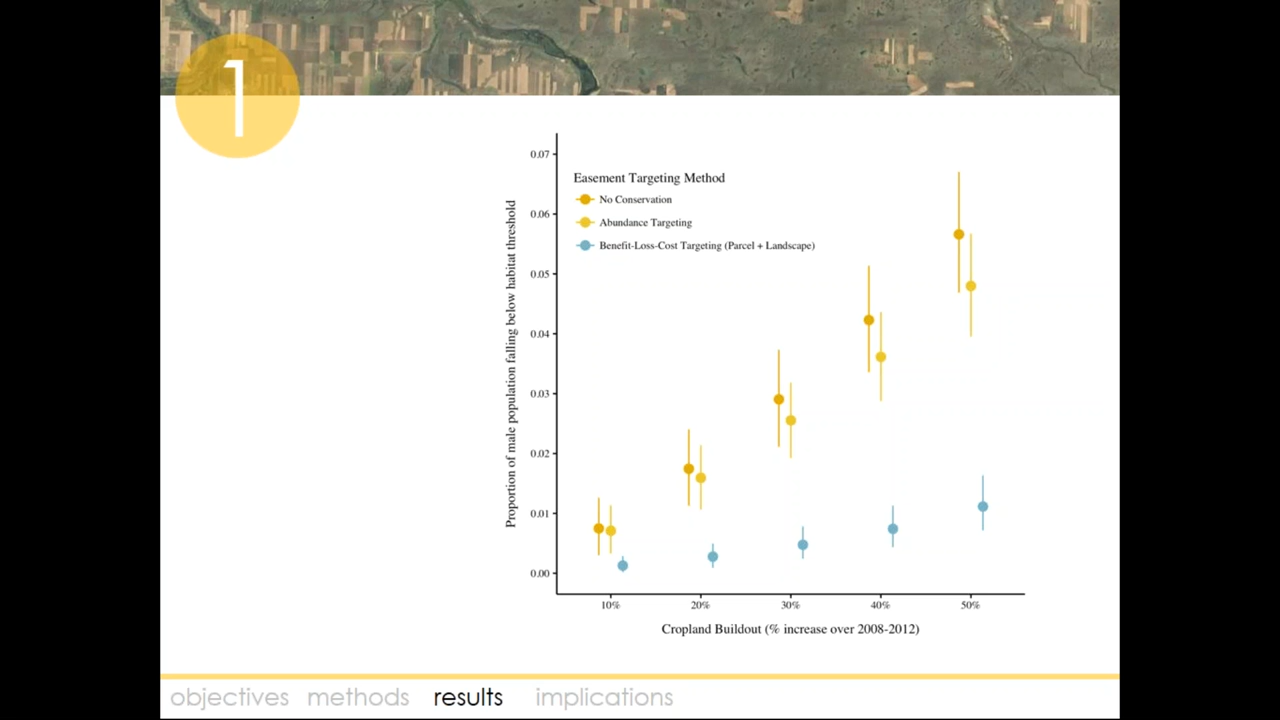 1
Proportion of male population falling below habitat threshold
0.07
0.06
0.05
0.04
0.03
0.02
0.01
0.00
Easement Targeting Method
No Conservation
Abundance Targeting
Benefit-Loss-Cost Targeting (Parcel + Landscape)
10% 20% 30% 40% 50%
Cropland Buildout (% increase over 2008-2012)
objectives methods results implications